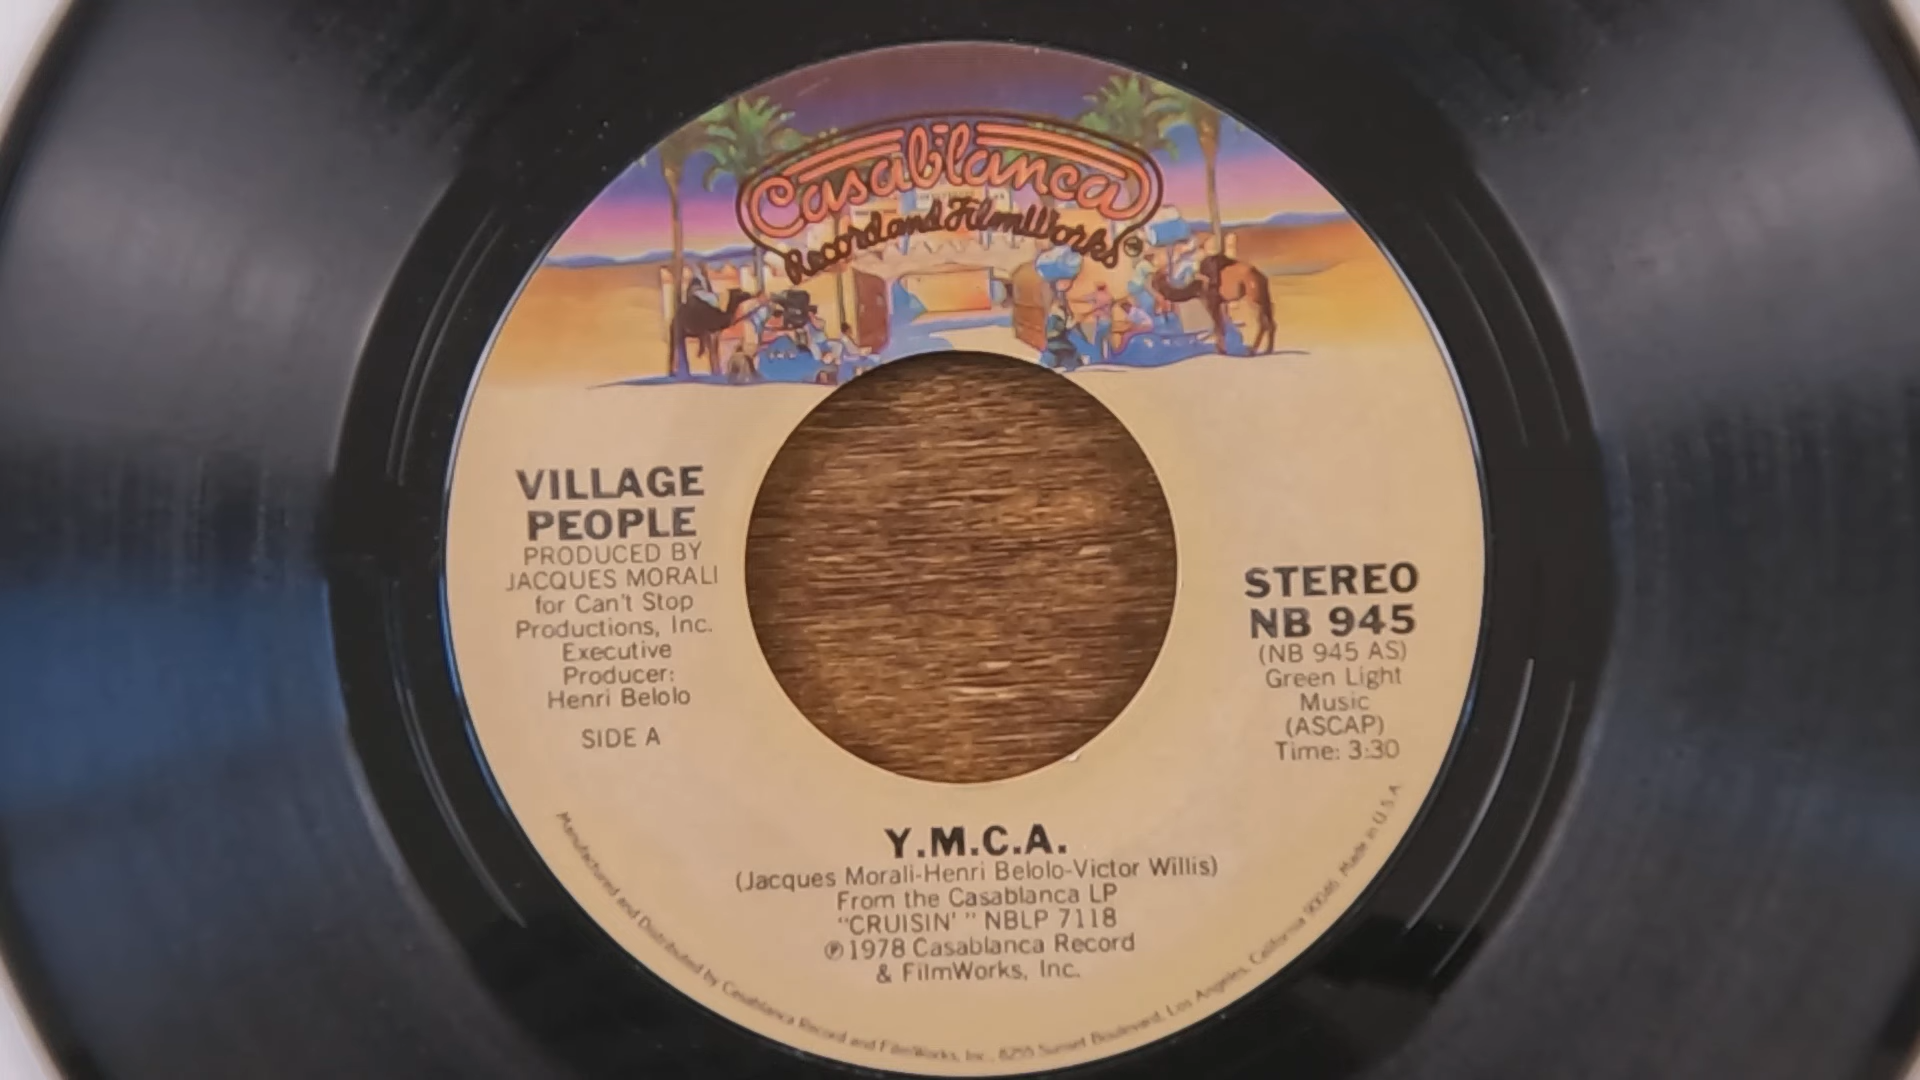 Casablanca
Record and FilmWorks
VILLAGE
PEOPLE
PRODUCED BY
JACQUES MORALI
for Can't Stop
Productions, Inc.
Executive
Producer:
Henri Belolo
SIDE A
STEREO
NB 945
(NB 945 AS)
Green Light
Music
(ASCAP)
Time: 3:30
Y.M.C.A.
(Jacques Morali-Henri Belolo-Victor Willis)
From the Casablanca LP
"CRUISIN' " NBLP 7118
℗1978 Casablanca Record
& FilmWorks, Inc.
Manufactured and Distributed by Casablanca Record and FilmWorks, Inc., 8255 Sunset Boulevard, Los Angeles, California 90046. Made in U.S.A.